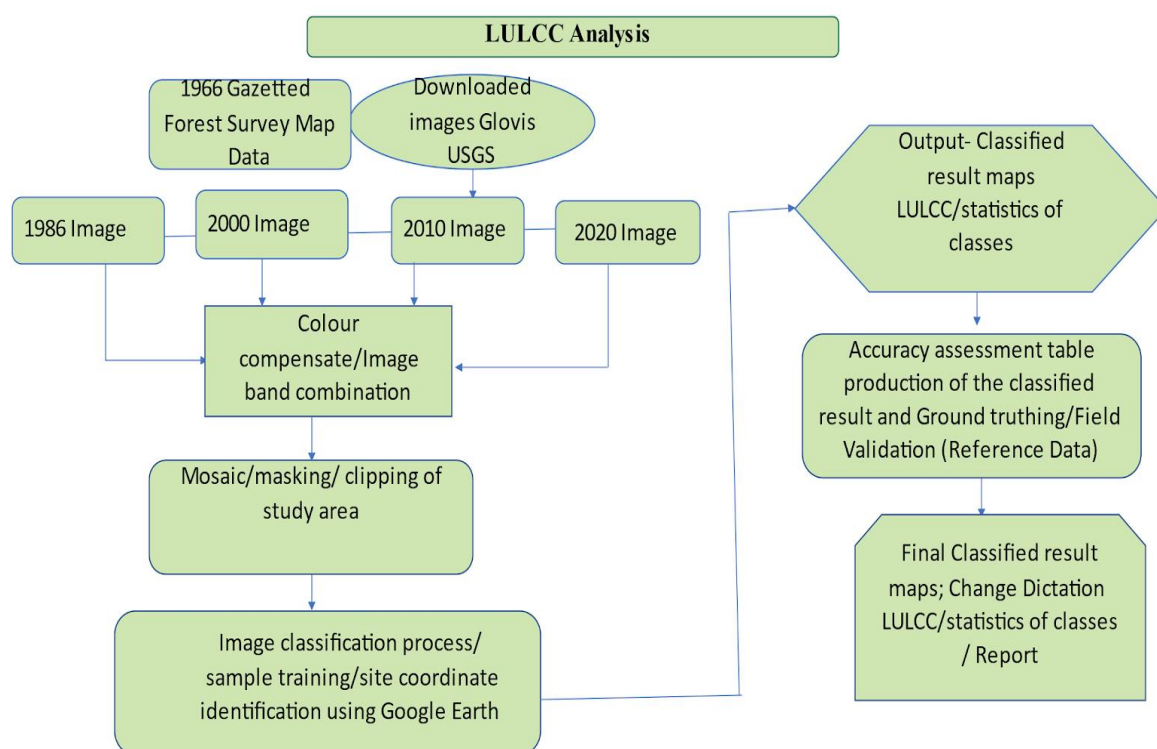 LULCC Analysis
1966 Gazetted
Forest Survey Map
Data
Downloaded
images Glovis
USGS
1986 Image
2000 Image
2010 Image
2020 Image
Colour
compensate/Image
band combination
Mosaic/masking/ clipping of
study area
Image classification process/
sample training/site coordinate
identification using Google Earth
Output- Classified
result maps
LULCC/statistics of
classes
Accuracy assessment table
production of the classified
result and Ground truthing/Field
Validation (Reference Data)
Final Classified result
maps; Change Dictation
LULCC/statistics of classes
/ Report